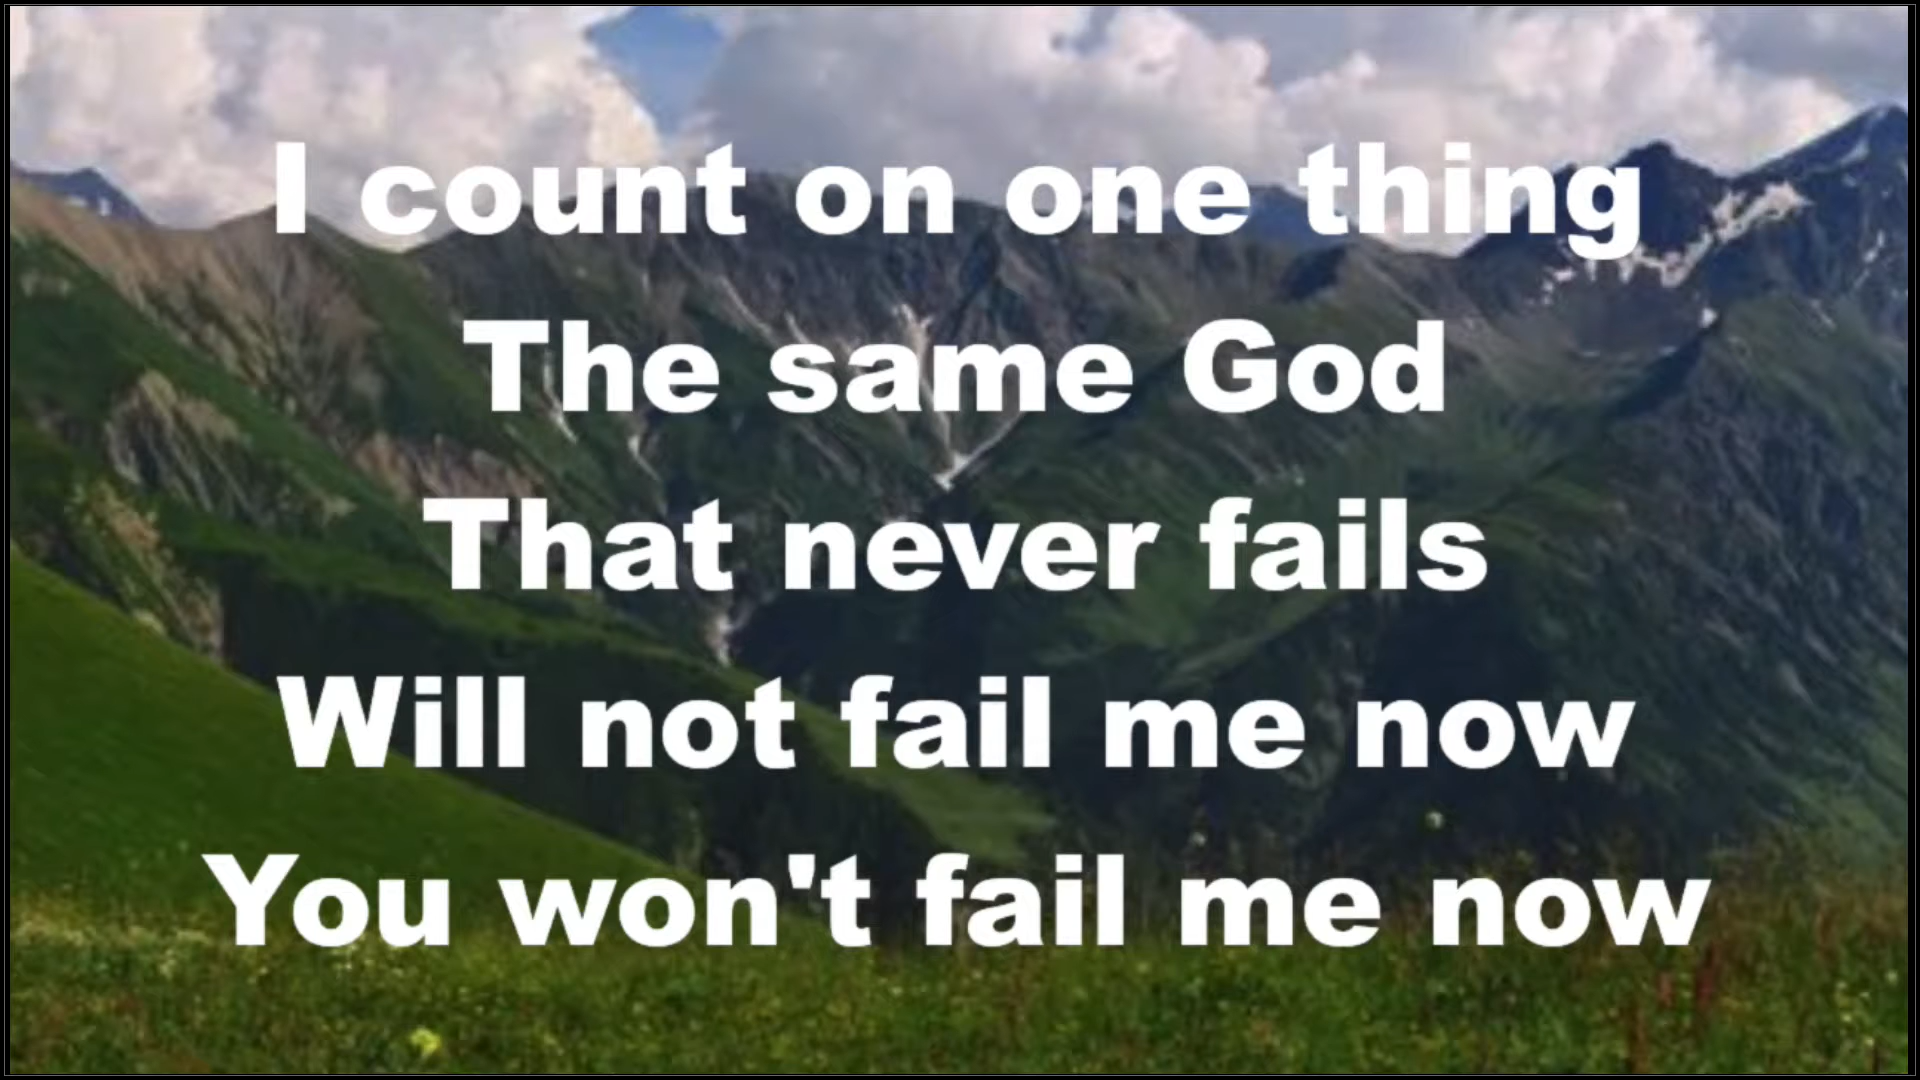 I count on one thing
The same God
That never fails
Will not fail me now
You won't fail me now